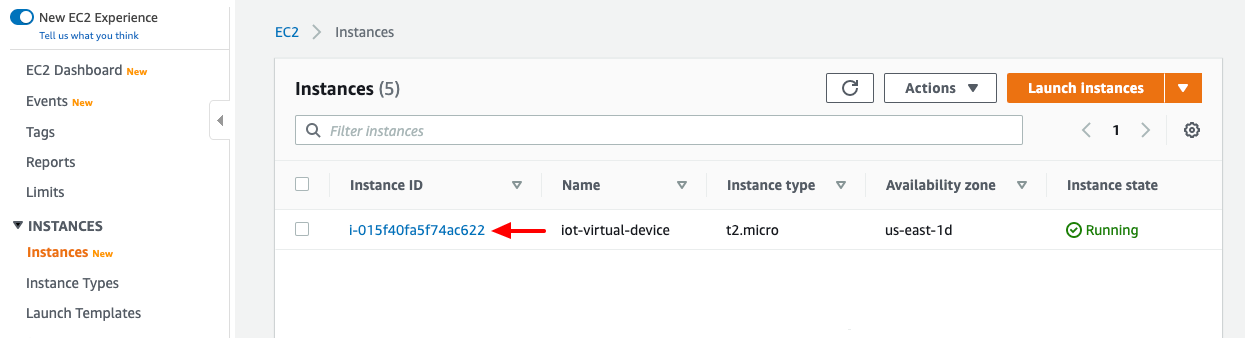 New EC2 Experience
Tell us what you think
EC2 Dashboard New
Events New
Tags
Reports
Limits
INSTANCES
Instances New
Instance Types
Launch Templates
EC2 Instances
Instances (5)
Actions
Launch instances
Filter instances
1
Instance ID Name Instance type Availability zone Instance state
i-015f40fa5f74ac622 iot-virtual-device t2.micro us-east-1d Running